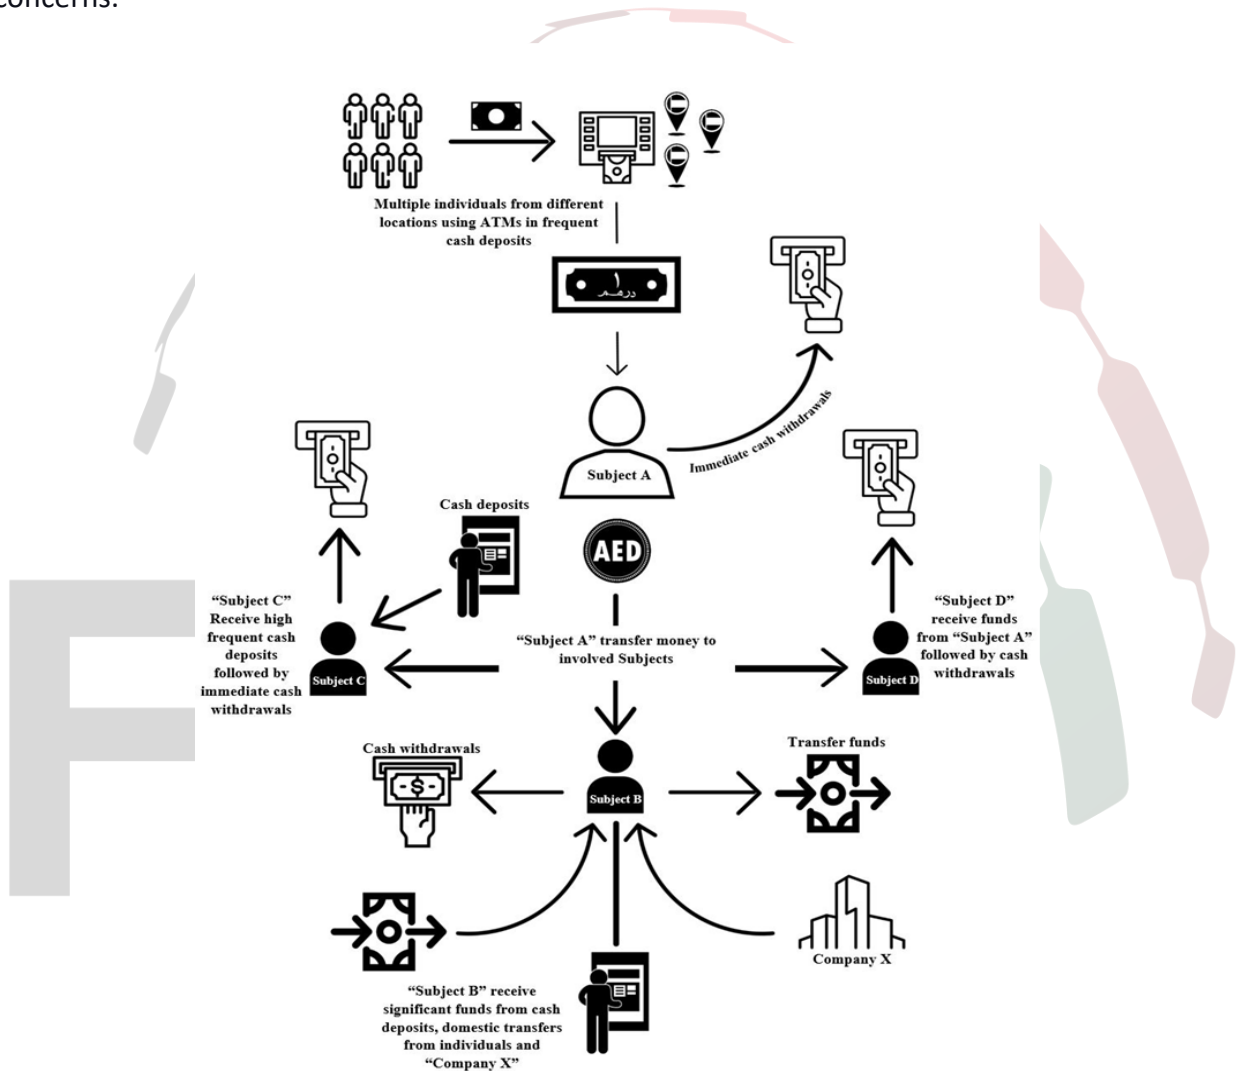 concerns.
Multiple individuals from different
locations using ATMs in frequent
cash deposits
١
درهم
Immediate cash withdrawals
Subject A
Cash deposits
AED
“Subject C”
Receive high
frequent cash
deposits
followed by
immediate cash
withdrawals
Subject C
“Subject A” transfer money to
involved Subjects
“Subject D”
receive funds
from “Subject A”
followed by cash
withdrawals
Subject D
Cash withdrawals
$
Subject B
Transfer funds
Company X
“Subject B” receive
significant funds from cash
deposits, domestic transfers
from individuals and
“Company X”
F